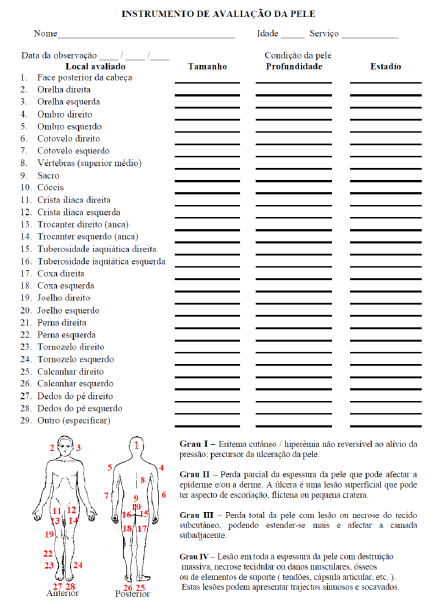 INSTRUMENTO DE AVALIAÇÃO DA PELE
Nome____________________ Idade _____ Serviço ____________
Data da observação ____ / ____ /____ Condição da pele
Local avaliado Tamanho Profundidade Estadio
1. Face posterior da cabeça
2. Orelha direita
3. Orelha esquerda
4. Ombro direito
5. Ombro esquerdo
6. Cotovelo direito
7. Cotovelo esquerdo
8. Vértebras (superior médio)
9. Sacro
10. Cóccis
11. Crista ilíaca direita
12. Crista ilíaca esquerda
13. Trocanter direito (anca)
14. Trocanter esquerdo (anca)
15. Tuberosidade isquiática direita
16. Tuberosidade isquiática esquerda
17. Coxa direita
18. Coxa esquerda
19. Joelho direito
20. Joelho esquerdo
21. Perna direita
22. Perna esquerda
23. Tornozelo direito
24. Tornozelo esquerdo
25. Calcanhar direito
26. Calcanhar esquerdo
27. Dedos do pé direito
28. Dedos do pé esquerdo
29. Outro (especificar)
2 3
11 12
13 14
19
22
23 24
27 28
Anterior
1
5 4
8
7 6
9
10
16 15
18 17
26 25
Posterior
Grau I – Eritema cutâneo / hiperémia não reversível ao alívio da
pressão; percursor da ulceração da pele.
Grau II – Perda parcial da espessura da pele que pode afectar a
epiderme e/ou a derme. A úlcera é uma lesão superficial que pode
ter aspecto de escoriação, flictena ou pequena cratera.
Grau III – Perda total da pele com lesão ou necrose do tecido
subcutâneo, podendo estender-se mais e afectar a camada
subadjacente.
Grau IV – Lesão em toda a espessura da pele com destruição
massiva, necrose tecidular ou danos musculares, ósseos
ou de elementos de suporte ( tendões, cápsula articular, etc. ).
Estas lesões podem apresentar trajectos sinuosos e socavados.